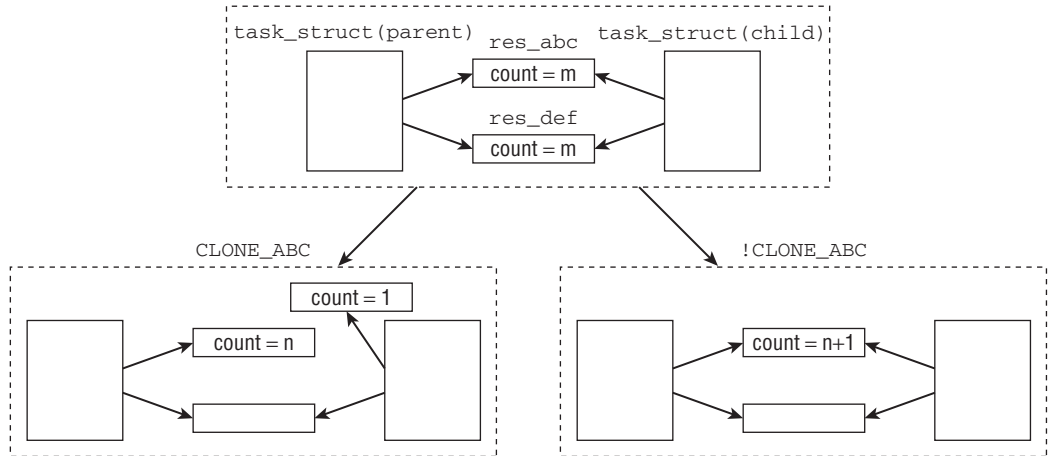 task_struct(parent)
res_abc
task_struct(child)
count = m
res_def
count = m
CLONE_ABC
!CLONE_ABC
count = 1
count = n
count = n+1